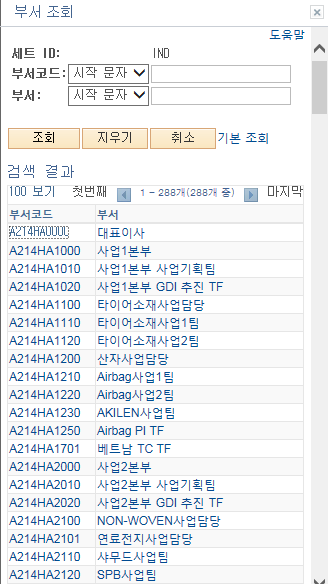 부서 조회
도움말
세트 ID: IND
부서코드: 시작 문자
부서: 시작 문자
조회 지우기 취소 기본 조회
검색 결과
100 보기 첫번째 1 - 288개(288개 중) 마지막
부서코드 부서
A214HA0000 대표이사
A214HA1000 사업1본부
A214HA1010 사업1본부 사업기획팀
A214HA1020 사업1본부 GDI 추진 TF
A214HA1100 타이어소재사업담당
A214HA1110 타이어소재사업1팀
A214HA1120 타이어소재사업2팀
A214HA1200 산자사업담당
A214HA1210 Airbag사업1팀
A214HA1220 Airbag사업2팀
A214HA1230 AKILEN사업팀
A214HA1250 Airbag PI TF
A214HA1701 베트남 TC TF
A214HA2000 사업2본부
A214HA2010 사업2본부 사업기획팀
A214HA2020 사업2본부 GDI 추진 TF
A214HA2100 NON-WOVEN사업담당
A214HA2101 연료전지사업담당
A214HA2110 샤무드사업팀
A214HA2120 SPB사업팀